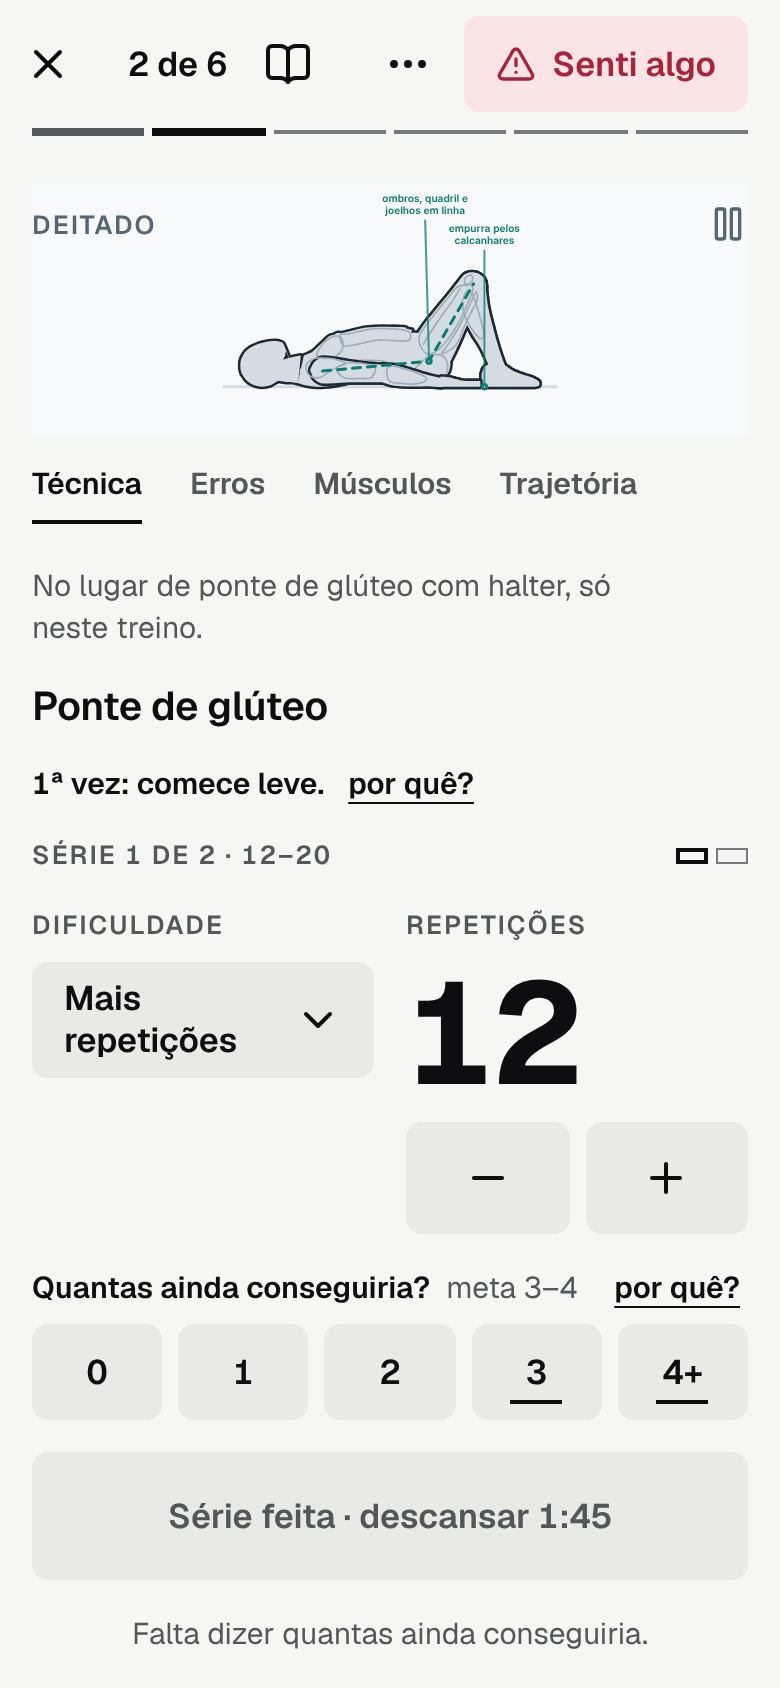 2 de 6
Senti algo
DEITADO
ombros, quadril e
joelhos em linha
empurra pelos
calcanhares
Técnica Erros Músculos Trajetória
No lugar de ponte de glúteo com halter, só
neste treino.
Ponte de glúteo
1ª vez: comece leve. por quê?
SÉRIE 1 DE 2 · 12–20
DIFICULDADE
Mais
repetições
REPETIÇÕES
12
− +
Quantas ainda conseguiria? meta 3–4 por quê?
0 1 2 3 4+
Série feita · descansar 1:45
Falta dizer quantas ainda conseguiria.